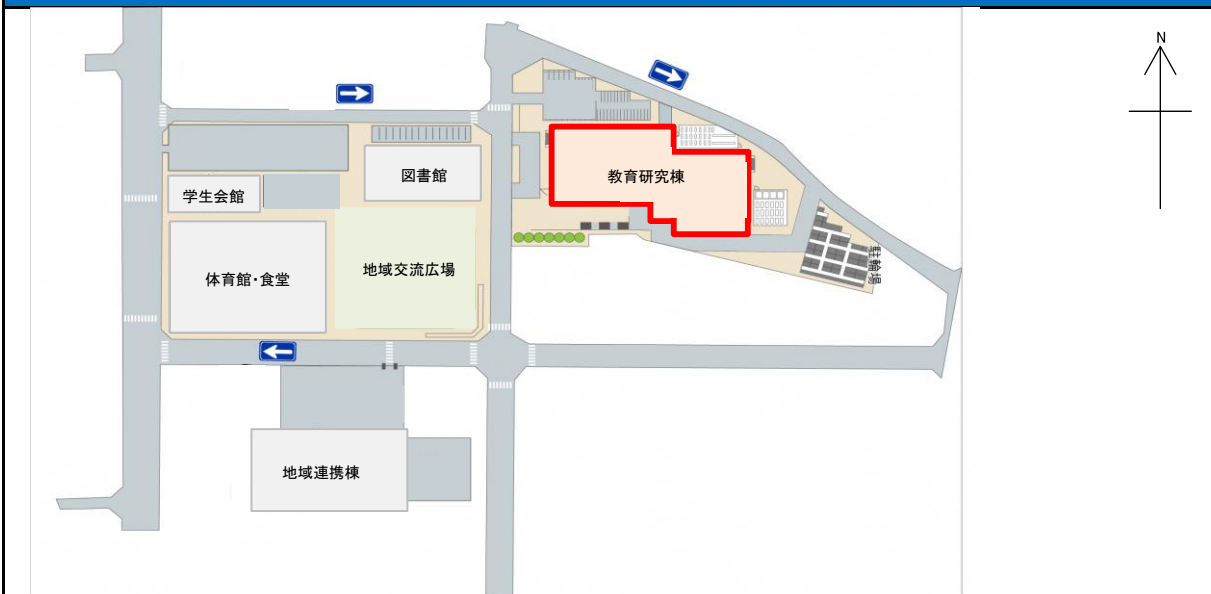 N
教育研究棟
図書館
学生会館
地域交流広場
体育館・食堂
駐輪場
地域連携棟